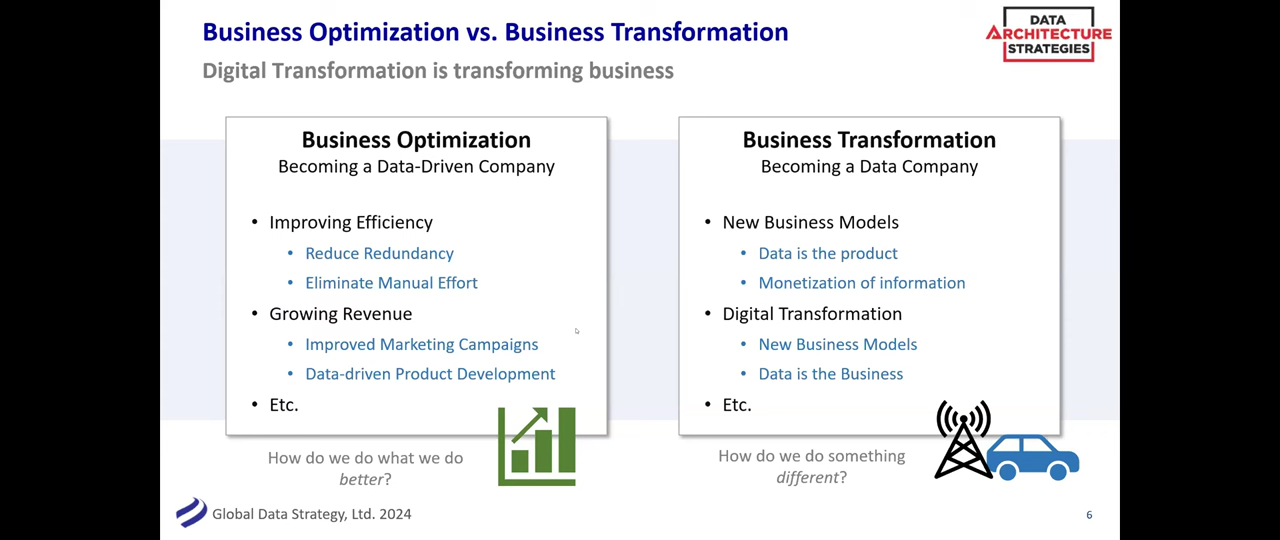 Business Optimization vs. Business Transformation
Digital Transformation is transforming business
DATA
ARCHITECTURE
STRATEGIES
Business Optimization
Becoming a Data-Driven Company
• Improving Efficiency
• Reduce Redundancy
• Eliminate Manual Effort
• Growing Revenue
• Improved Marketing Campaigns
• Data-driven Product Development
• Etc.
How do we do what we do
better?
Business Transformation
Becoming a Data Company
• New Business Models
• Data is the product
• Monetization of information
• Digital Transformation
• New Business Models
• Data is the Business
• Etc.
How do we do something
different?
Global Data Strategy, Ltd. 2024
6